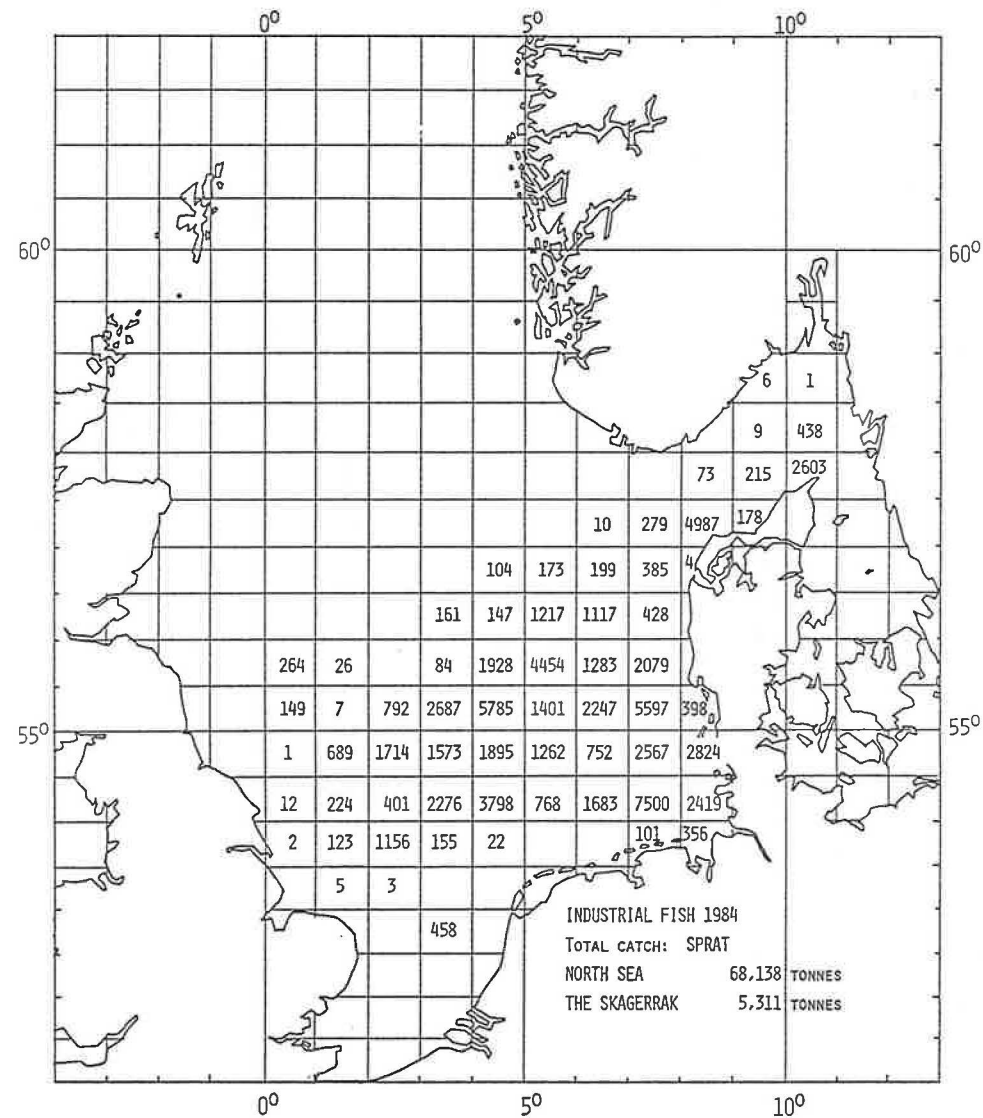 0° 5° 10°
60° 60°
6 1
9 438
73 215 2603
10 279 4987 178
104 173 199 385 4
161 147 1217 1117 428
264 26 84 1928 4454 1283 2079
149 7 792 2687 5785 1401 2247 5597 398
55° 55°
1 689 1714 1573 1895 1262 752 2567 2824
12 224 401 2276 3798 768 1683 7500 2419
2 123 1156 155 22 101 356
5 3
458
INDUSTRIAL FISH 1984
TOTAL CATCH: SPRAT
NORTH SEA 68,138 TONNES
THE SKAGERRAK 5,311 TONNES
0° 5° 10°